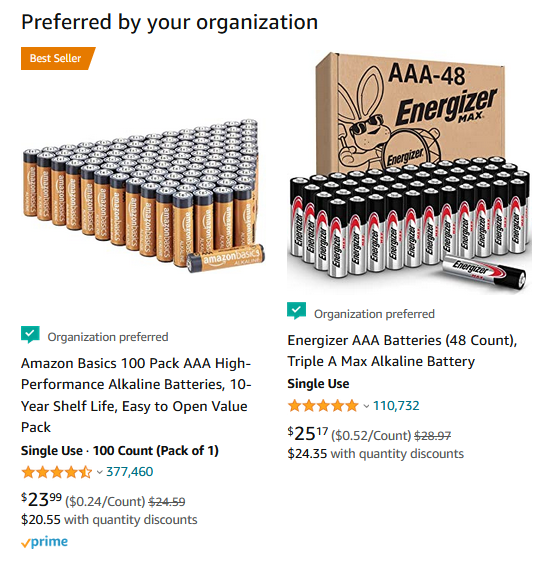 Preferred by your organization
Best Seller
amazonbasics
ALKALINE
Organization preferred
Amazon Basics 100 Pack AAA High-
Performance Alkaline Batteries, 10-
Year Shelf Life, Easy to Open Value
Pack
Single Use · 100 Count (Pack of 1)
377,460
$23.99 ($0.24/Count) $24.59
$20.55 with quantity discounts
prime
AAA-48
Energizer
MAX.
Energizer
Energizer
Organization preferred
Energizer AAA Batteries (48 Count),
Triple A Max Alkaline Battery
Single Use
110,732
$25.17 ($0.52/Count) $28.97
$24.35 with quantity discounts